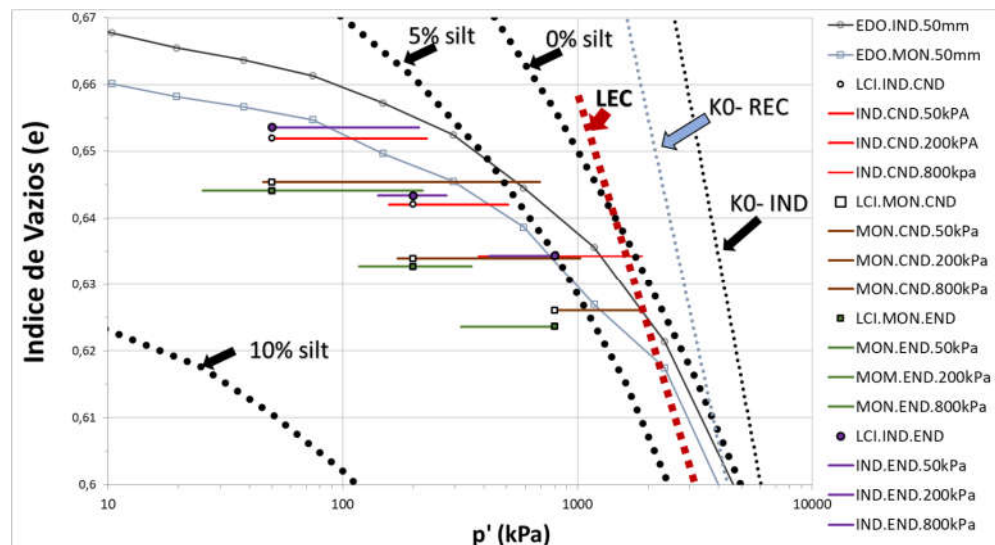 0,67
0,66
0,65
0,64
0,63
0,62
0,61
0,6
Indice de Vazios (e)
10
100
1000
10000
p' (kPa)
5% silt
0% silt
10% silt
LEC
K0- REC
K0- IND
EDO.IND.50mm
EDO.MON.50mm
LCI.IND.CND
IND.CND.50kPA
IND.CND.200kPA
IND.CND.800kpa
LCI.MON.CND
MON.CND.50kPa
MON.CND.200kPa
MON.CND.800kPa
LCI.MON.END
MON.END.50kPa
MOM.END.200kPa
MON.END.800kPa
LCI.IND.END
IND.END.50kPa
IND.END.200kPa
IND.END.800kPa